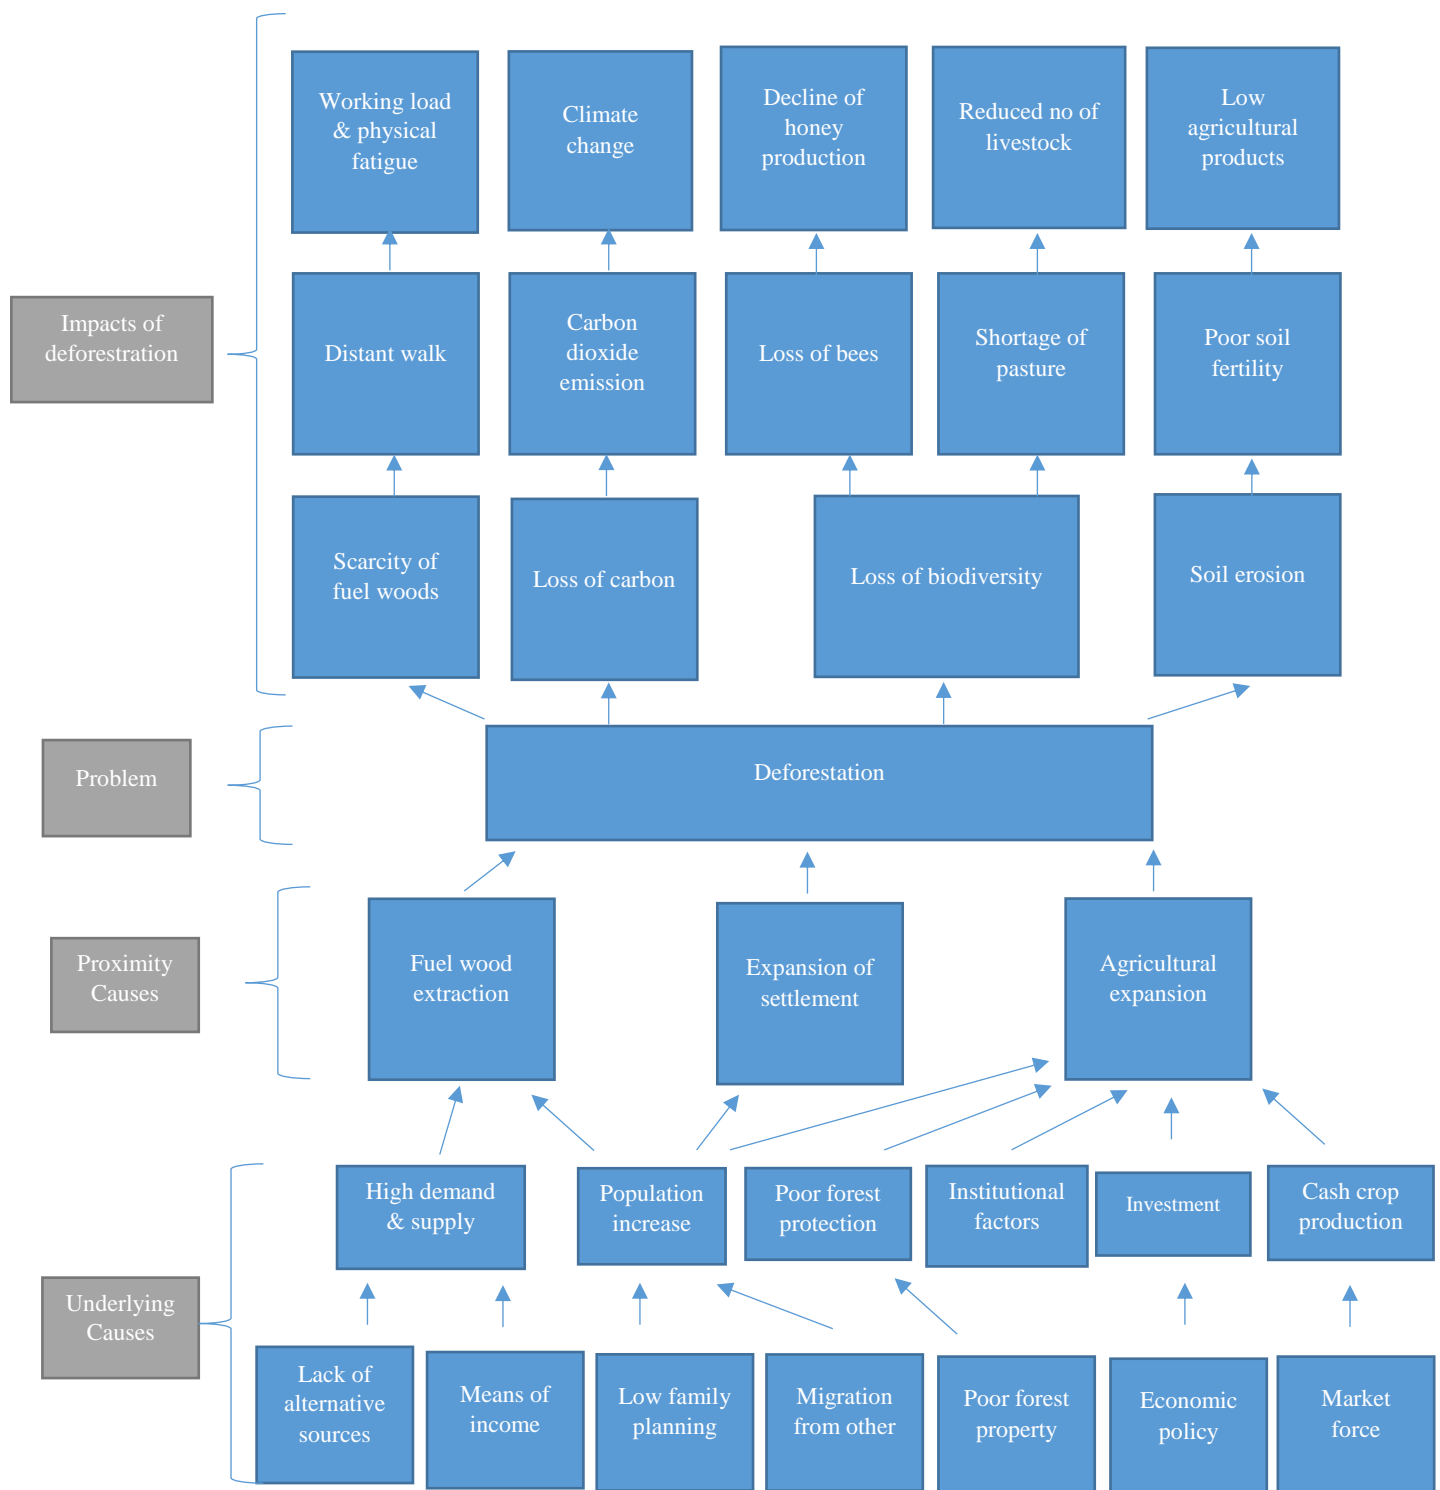 Working load
& physical
fatigue
Climate
change
Decline of
honey
production
Reduced no of
livestock
Low
agricultural
products
Impacts of
deforestration
Distant walk
Carbon
dioxide
emission
Loss of bees
Shortage of
pasture
Poor soil
fertility
Scarcity of
fuel woods
Loss of carbon
Loss of biodiversity
Soil erosion
Problem
Deforestation
Proximity
Causes
Fuel wood
extraction
Expansion of
settlement
Agricultural
expansion
High demand
& supply
Population
increase
Poor forest
protection
Institutional
factors
Investment
Cash crop
production
Underlying
Causes
Lack of
alternative
sources
Means of
income
Low family
planning
Migration
from other
Poor forest
property
Economic
policy
Market
force